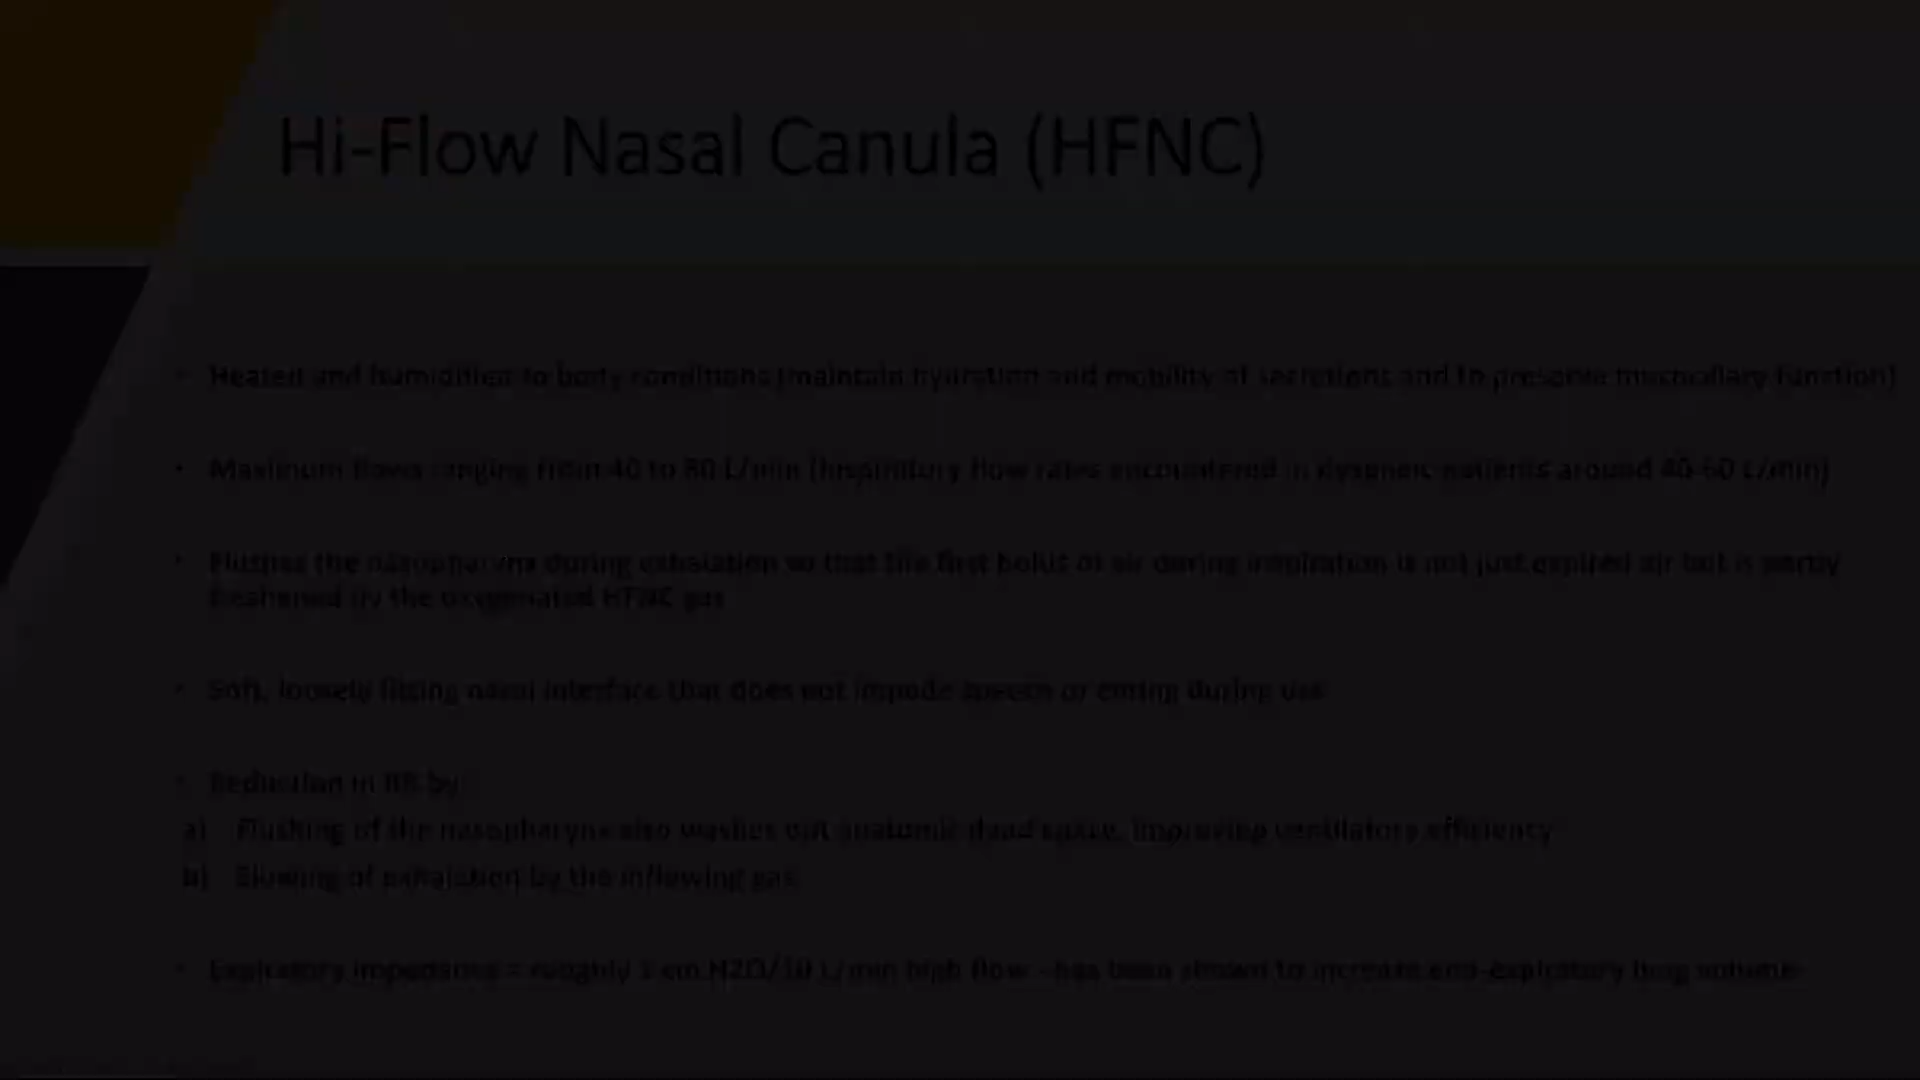 Hi-Flow Nasal Canula (HFNC)
• Heated and humidified to body conditions (maintain hydration and mobility of secretions and to preserve mucociliary function)
• Maximum flows ranging from 40 to 80 L/min (Inspiratory flow rates encountered in dyspneic patients around 40-60 L/min)
• Flushes the nasopharynx during exhalation so that the first bolus of air during inspiration is not just expired air but is partly
freshened by the oxygenated HFNC gas
• Soft, loosely fitting nasal interface that does not impede speech or eating during use
• Reduction in RR by
a) Flushing of the nasopharynx also washes out anatomic dead space, improving ventilatory efficiency
b) Slowing of exhalation by the inflowing gas
• Expiratory impedance = roughly 1 cm H2O/10 L/min high flow - has been shown to increase end-expiratory lung volume